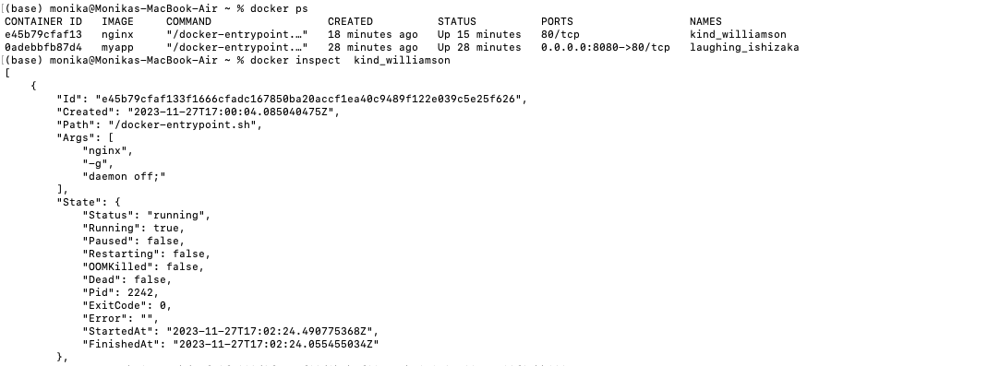 (base) monika@Monikas-MacBook-Air ~ % docker ps
CONTAINER ID   IMAGE     COMMAND                  CREATED          STATUS          PORTS                  NAMES
e45b79cfaf13   nginx     "/docker-entrypoint.…"   18 minutes ago   Up 15 minutes   80/tcp                 kind_williamson
0adebbfb87d4   myapp     "/docker-entrypoint.…"   28 minutes ago   Up 28 minutes   0.0.0.0:8080->80/tcp   laughing_ishizaka
(base) monika@Monikas-MacBook-Air ~ % docker inspect  kind_williamson
[
    {
        "Id": "e45b79cfaf133f1666cfadc167850ba20accf1ea40c9489f122e039c5e25f626",
        "Created": "2023-11-27T17:00:04.085040475Z",
        "Path": "/docker-entrypoint.sh",
        "Args": [
            "nginx",
            "-g",
            "daemon off;"
        ],
        "State": {
            "Status": "running",
            "Running": true,
            "Paused": false,
            "Restarting": false,
            "OOMKilled": false,
            "Dead": false,
            "Pid": 2242,
            "ExitCode": 0,
            "Error": "",
            "StartedAt": "2023-11-27T17:02:24.490775368Z",
            "FinishedAt": "2023-11-27T17:02:24.055455034Z"
        },